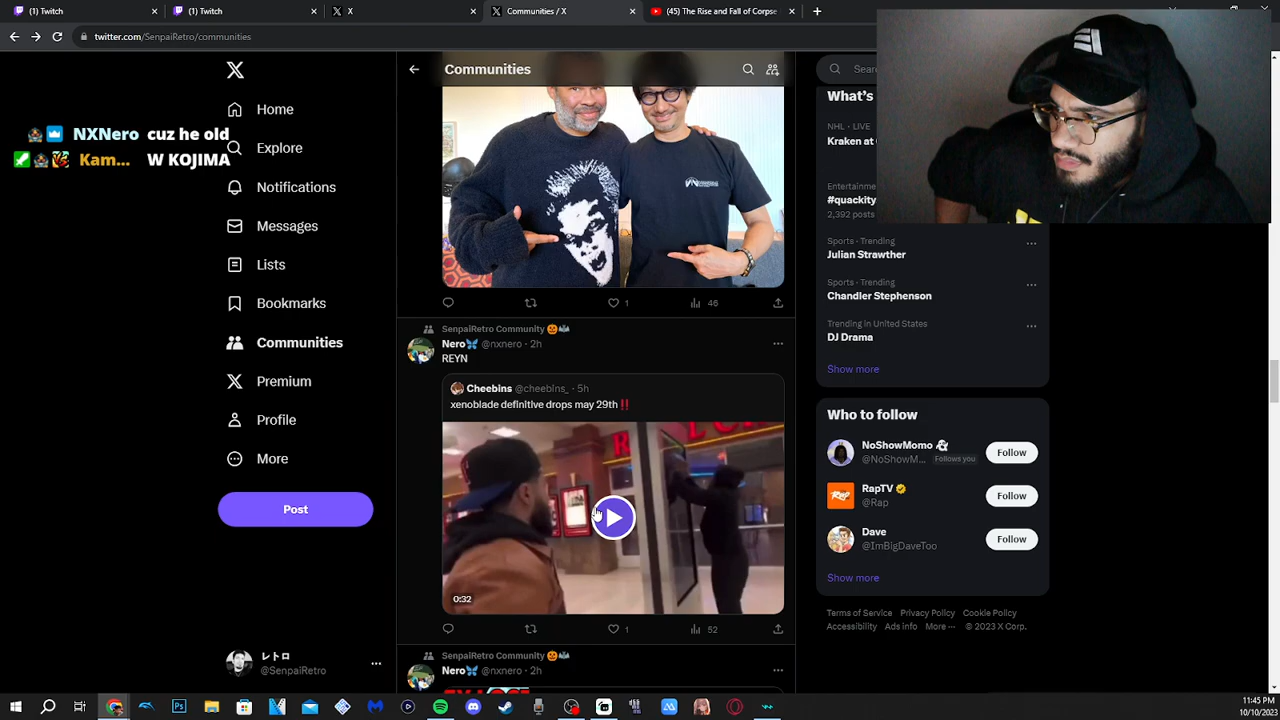 (1) Twitch
(1) Twitch
X
Communities / X
(45) The Rise and Fall of Corpse
twitter.com/SenpaiRetro/communities
NXNero cuz he old
Kam... W KOJIMA
Home
Explore
Notifications
Messages
Lists
Bookmarks
Communities
Premium
Profile
More
Post
レトロ
@SenpaiRetro
Communities
1
46
SenpaiRetro Community
Nero @nxnero · 2h
REYN
Cheebins @cheebins_ · 5h
xenoblade definitive drops may 29th‼️
0:32
1
52
SenpaiRetro Community
Nero @nxnero · 2h
Sear
What's
NHL · LIVE
Kraken at
Entertainme
#quackity
2,392 posts
Sports · Trending
Julian Strawther
Sports · Trending
Chandler Stephenson
Trending in United States
DJ Drama
Show more
Who to follow
NoShowMomo
@NoShowM... Follows you
Follow
RapTV
@Rap
Follow
Dave
@ImBigDaveToo
Follow
Show more
Terms of Service Privacy Policy Cookie Policy
Accessibility Ads info More ··· © 2023 X Corp.
11:45 PM
10/10/2023